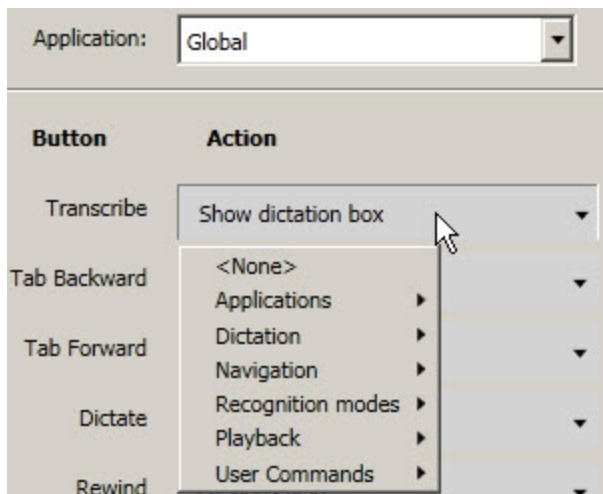 Application: Global
Button Action
Transcribe Show dictation box
<None>
Tab Backward
Applications
Dictation
Tab Forward
Navigation
Recognition modes
Dictate
Playback
User Commands
Rewind